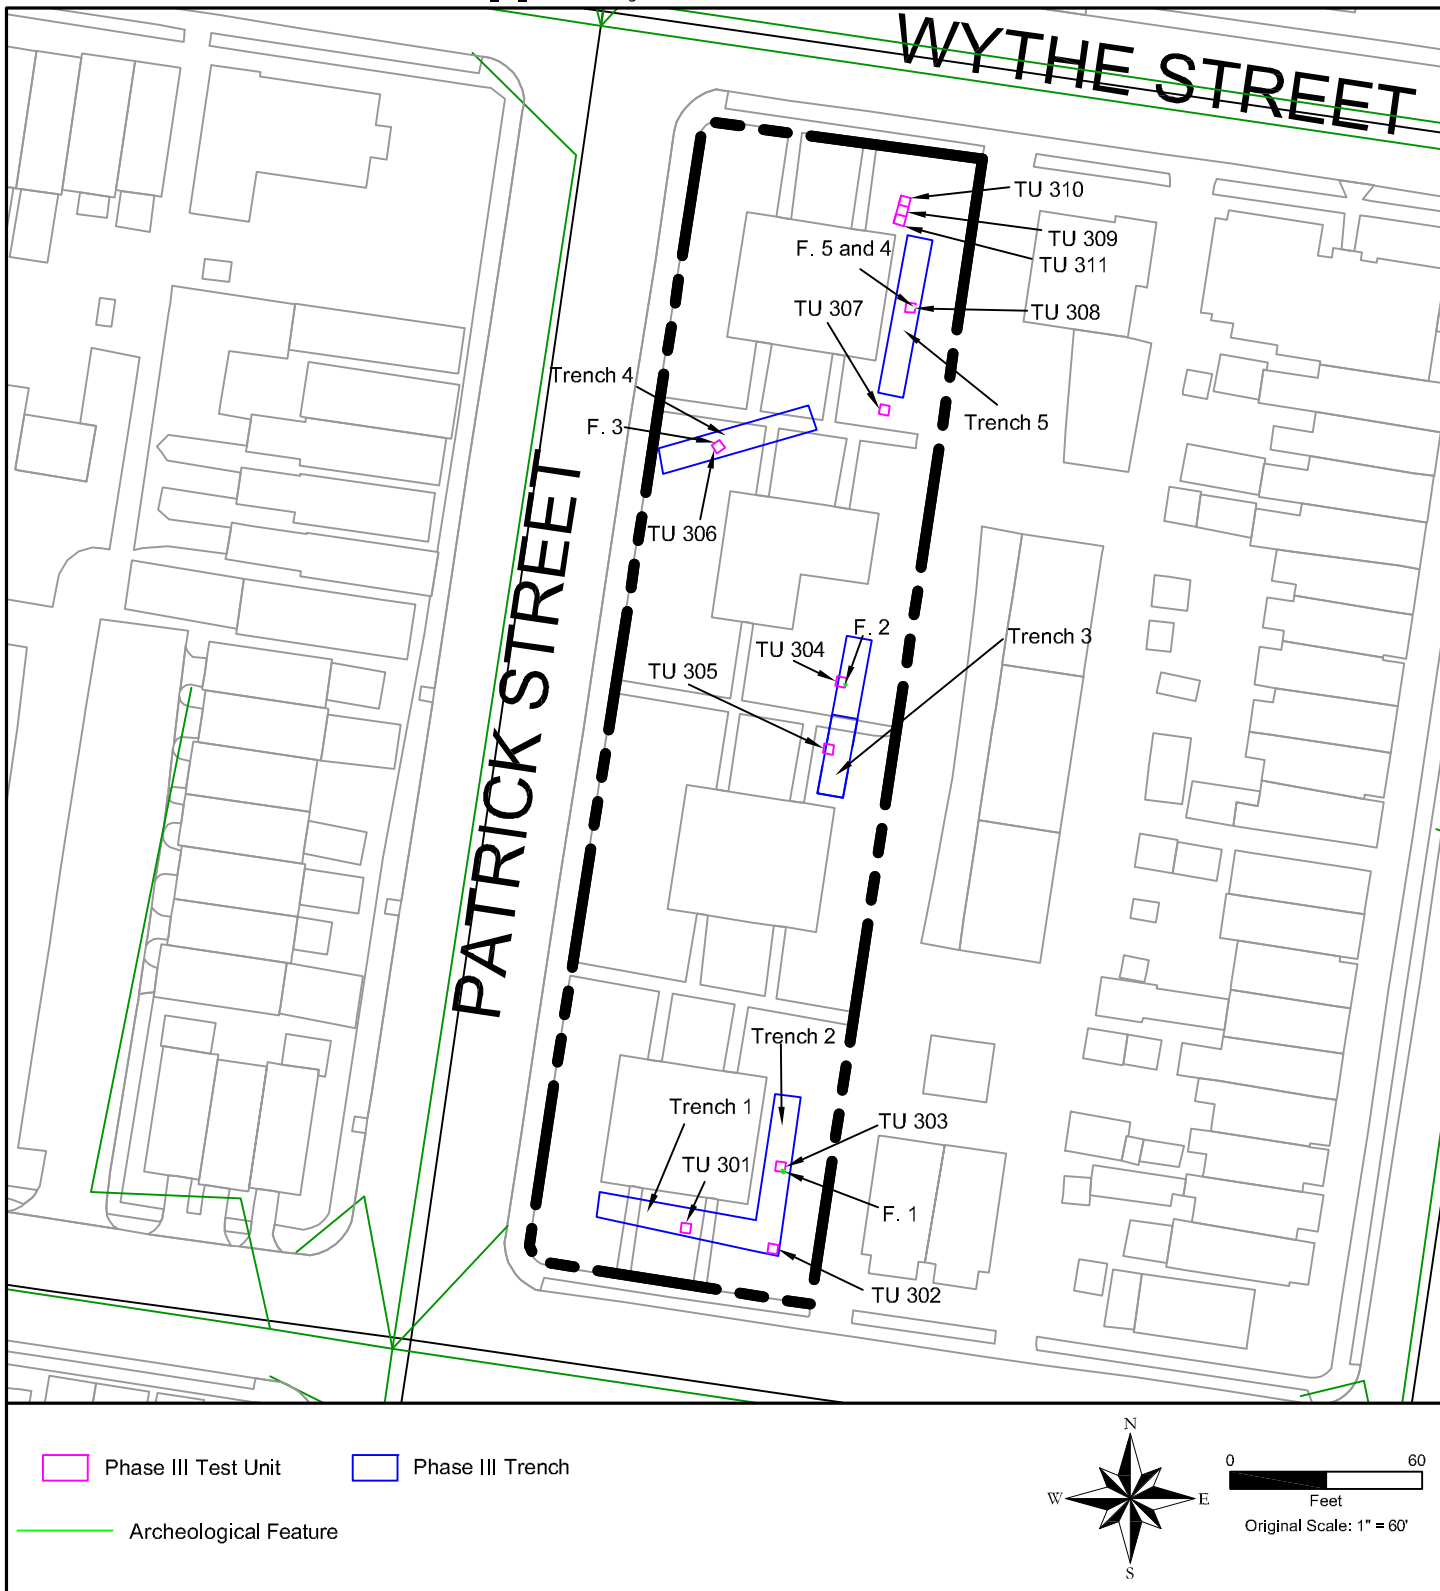 WYTHE STREET
TU 310
TU 309
F. 5 and 4
TU 311
TU 307
TU 308
Trench 4
Trench 5
F. 3
TU 306
PATRICK STREET
F. 2
Trench 3
TU 304
TU 305
Trench 2
Trench 1
TU 303
TU 301
F. 1
TU 302
Phase III Test Unit
Phase III Trench
Archeological Feature
N
W
E
S
0
60
Feet
Original Scale: 1" = 60'